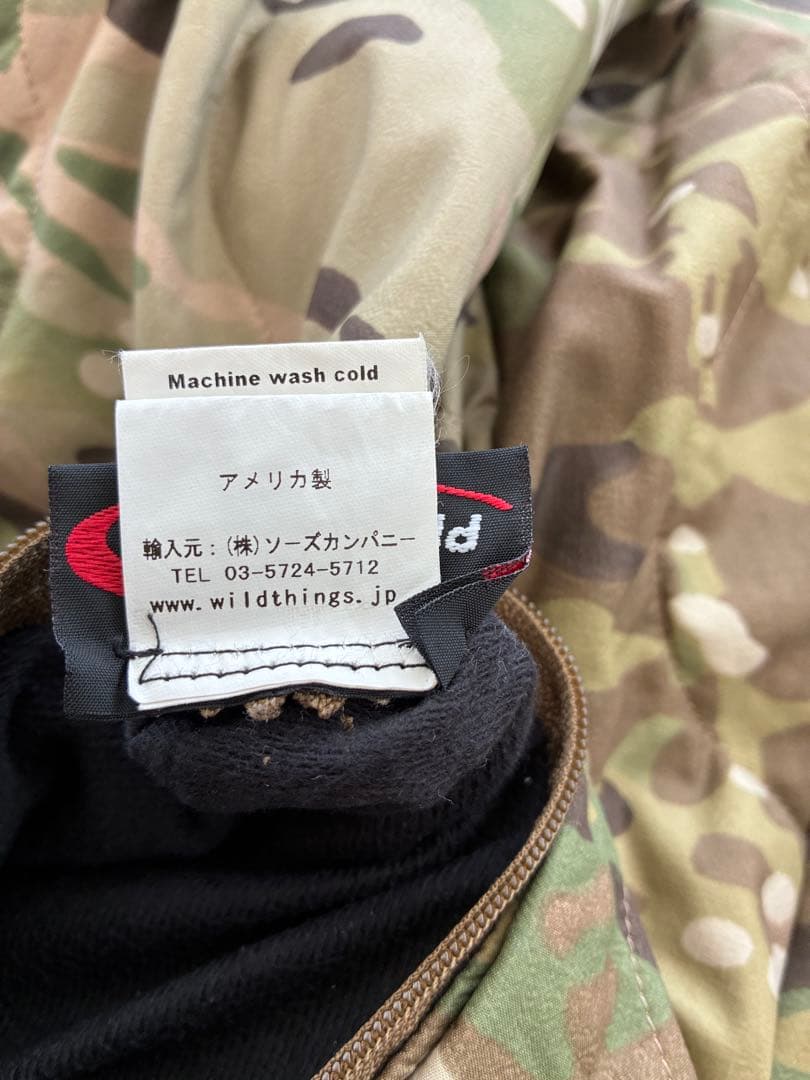 Machine wash cold
アメリカ製
輸入元：(株)ソーズカンパニー
TEL 03-5724-5712
www.wildthings.jp